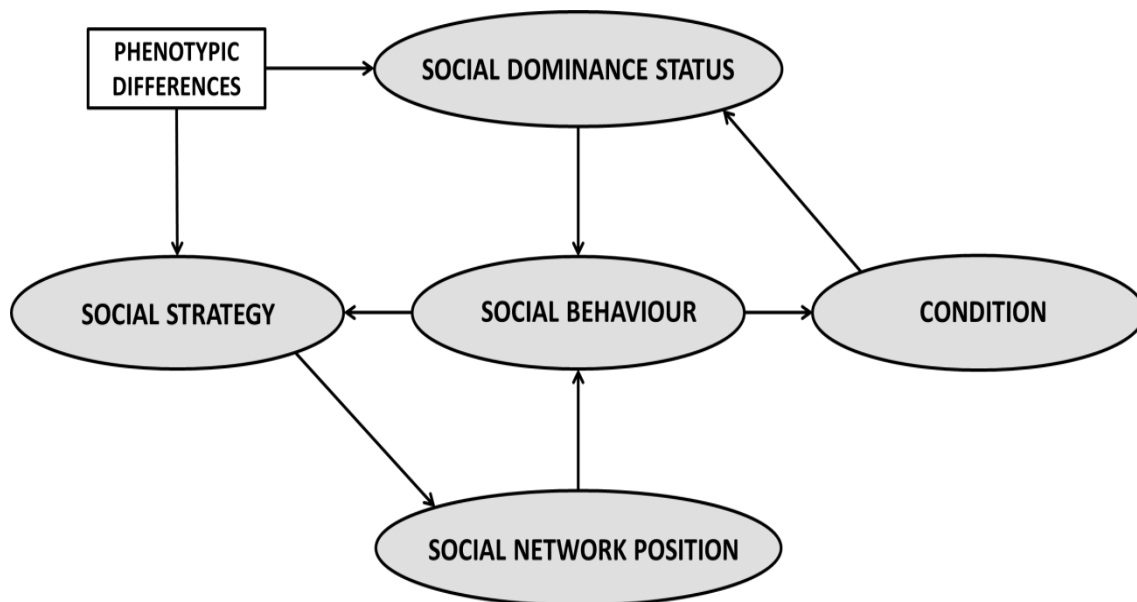 PHENOTYPIC
DIFFERENCES
SOCIAL DOMINANCE STATUS
SOCIAL STRATEGY
SOCIAL BEHAVIOUR
CONDITION
SOCIAL NETWORK POSITION